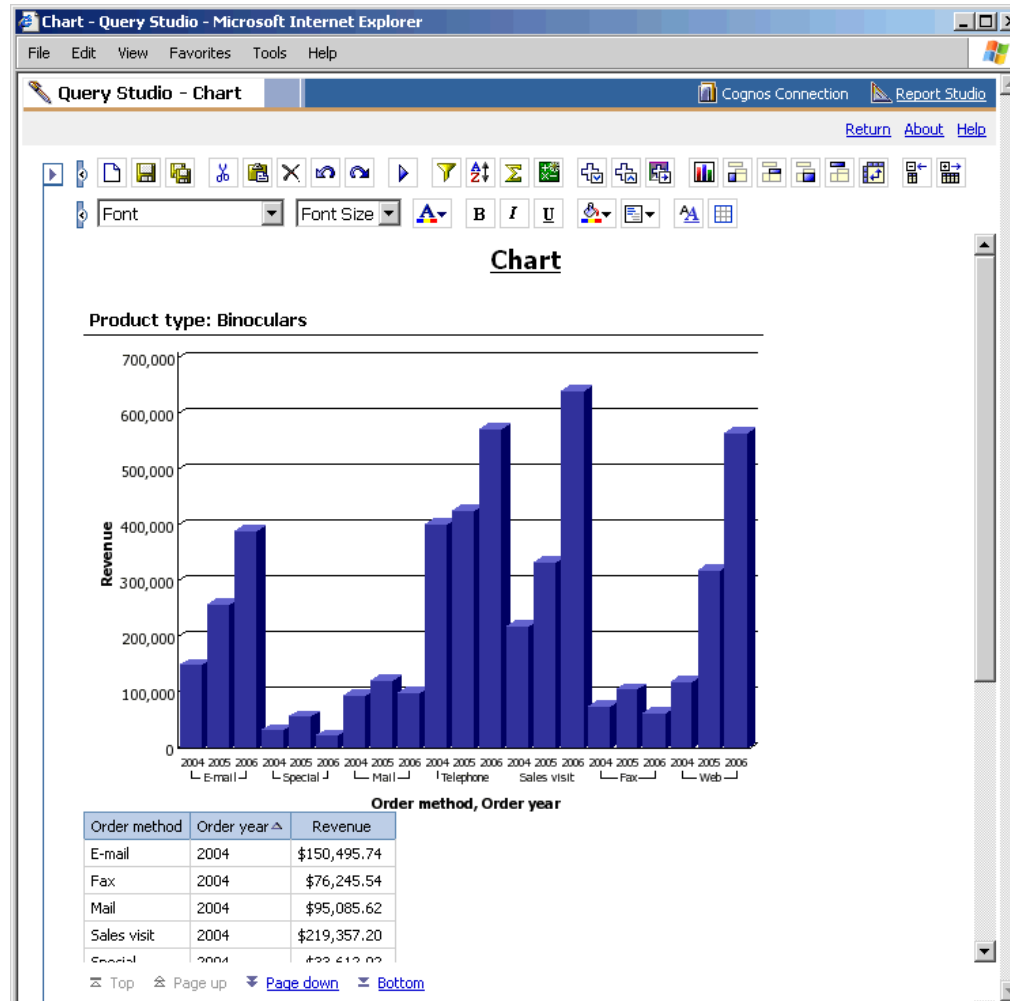 Chart - Query Studio - Microsoft Internet Explorer
File Edit View Favorites Tools Help
Query Studio - Chart Cognos Connection Report Studio
Return About Help
Font Font Size A B I U
Chart
Product type: Binoculars
700,000
600,000
500,000
400,000
300,000
200,000
100,000
0
Revenue
2004 2005 2006 2004 2005 2006 2004 2005 2006 2004 2005 2006 2004 2005 2006 2004 2005 2006 2004 2005 2006
E-mail Special Mail Telephone Sales visit Fax Web
Order method, Order year
Order method Order year Revenue
E-mail 2004 $150,495.74
Fax 2004 $76,245.54
Mail 2004 $95,085.62
Sales visit 2004 $219,357.20
Special 2004
Top Page up Page down Bottom